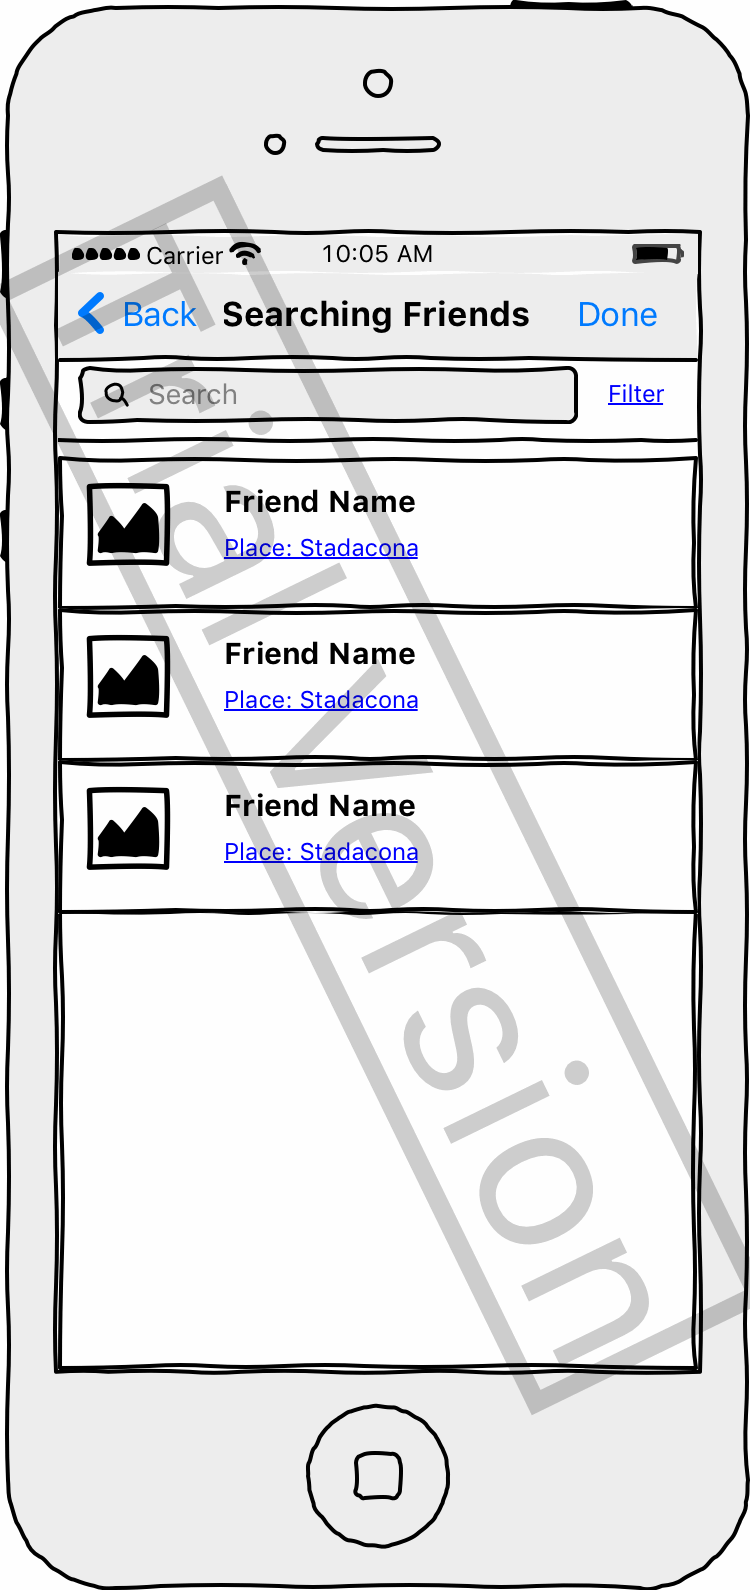 Carrier 10:05 AM
Back Searching Friends Done
Search Filter
Friend Name
Place: Stadacona
Friend Name
Place: Stadacona
Friend Name
Place: Stadacona
Trial Version